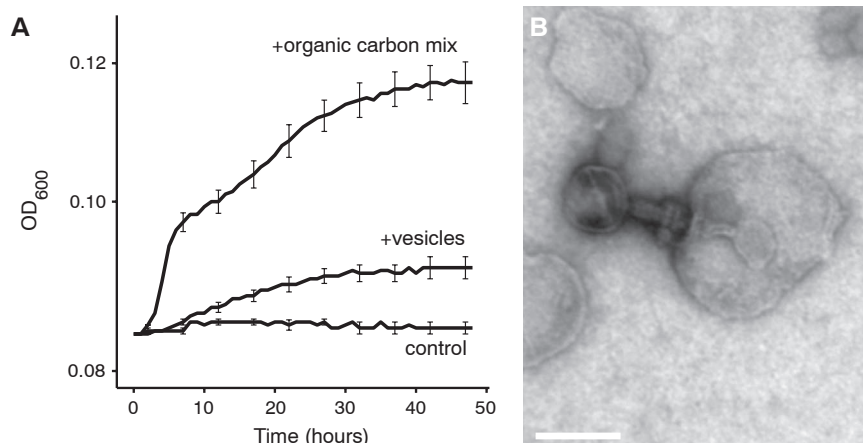 A
+organic carbon mix
0.12
0.10
OD600
+vesicles
control
0.08
0 10 20 30 40 50
Time (hours)
B